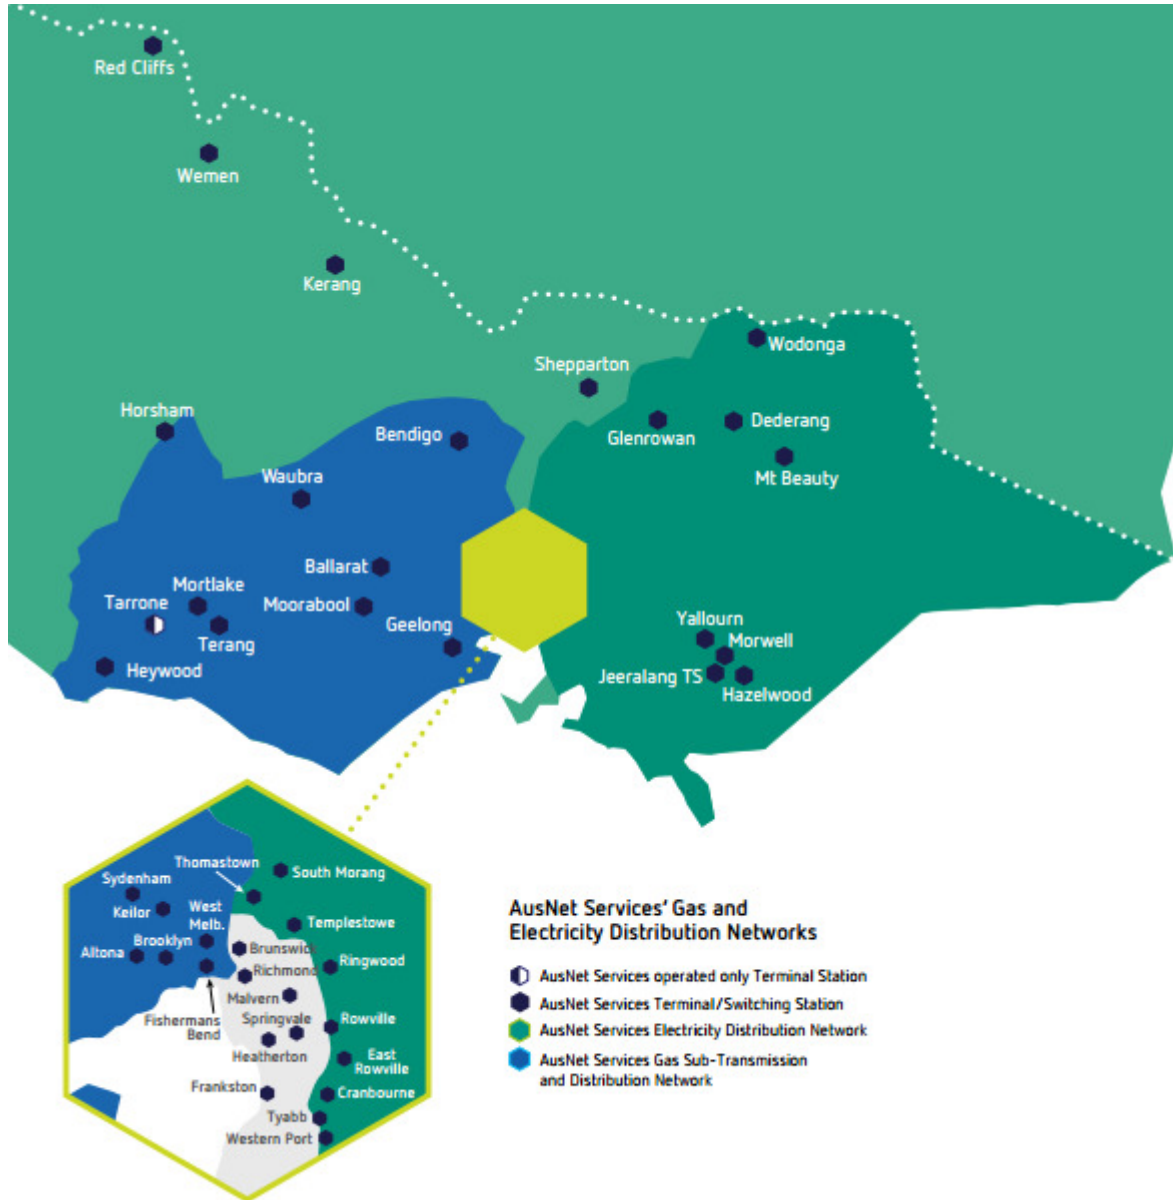 Red Cliffs
Wemen
Kerang
Shepparton
Wodonga
Horsham
Bendigo
Glenrowan
Dederang
Waubra
Mt Beauty
Ballarat
Mortlake
Tarrone
Moorabool
Geelong
Terang
Heywood
Yallourn
Morwell
Jeeralang TS
Hazelwood
Thomastown
South Morang
Sydenham
Keilor
West
Melb.
Templestowe
Altona
Brooklyn
Brunswick
Richmond
Ringwood
Malvern
Fishermans
Bend
Springvale
Rowville
Heatherton
East
Rowville
Frankston
Cranbourne
Tyabb
Western Port
AusNet Services' Gas and
Electricity Distribution Networks
AusNet Services operated only Terminal Station
AusNet Services Terminal/Switching Station
AusNet Services Electricity Distribution Network
AusNet Services Gas Sub-Transmission
and Distribution Network